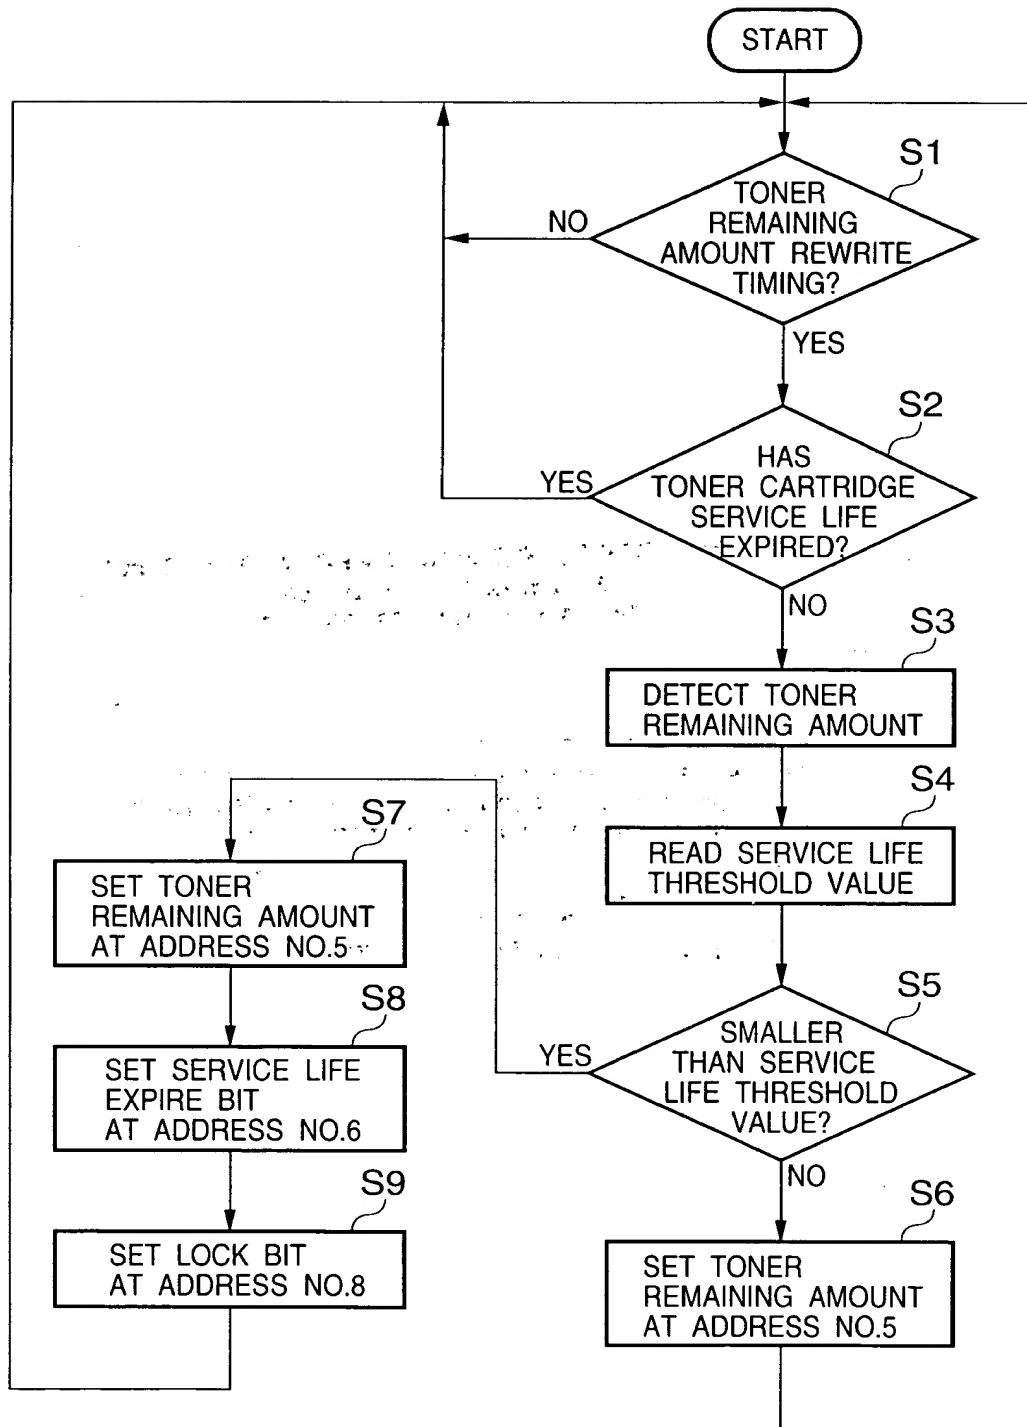 START
S1
TONER
REMAINING
AMOUNT REWRITE
TIMING?
NO
YES
S2
HAS
TONER CARTRIDGE
SERVICE LIFE
EXPIRED?
YES
NO
S3
DETECT TONER
REMAINING AMOUNT
S4
READ SERVICE LIFE
THRESHOLD VALUE
S5
SMALLER
THAN SERVICE
LIFE THRESHOLD
VALUE?
YES
NO
S6
SET TONER
REMAINING AMOUNT
AT ADDRESS NO.5
S7
SET TONER
REMAINING AMOUNT
AT ADDRESS NO.5
S8
SET SERVICE LIFE
EXPIRE BIT
AT ADDRESS NO.6
S9
SET LOCK BIT
AT ADDRESS NO.8